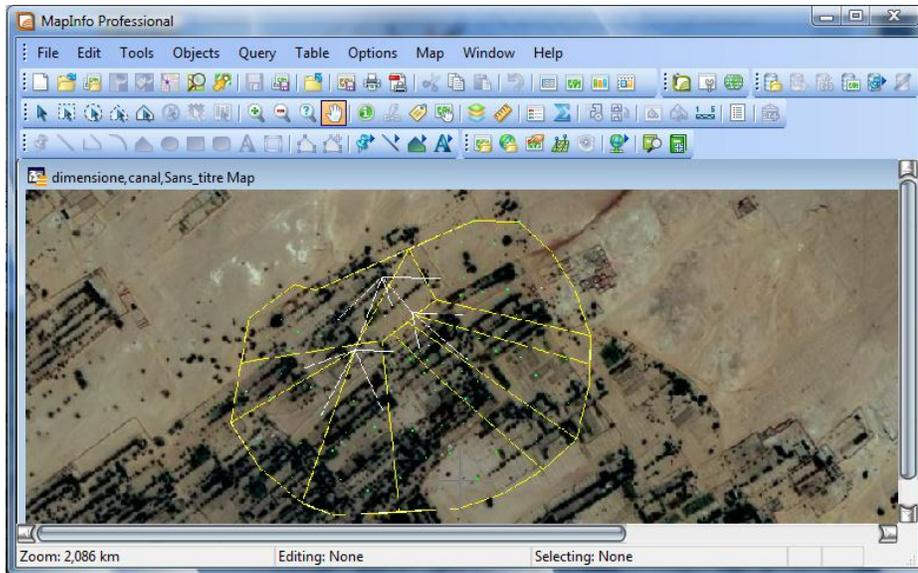 MapInfo Professional
File Edit Tools Objects Query Table Options Map Window Help
dimensione,canal,Sans_titre Map
Zoom: 2,086 km Editing: None Selecting: None